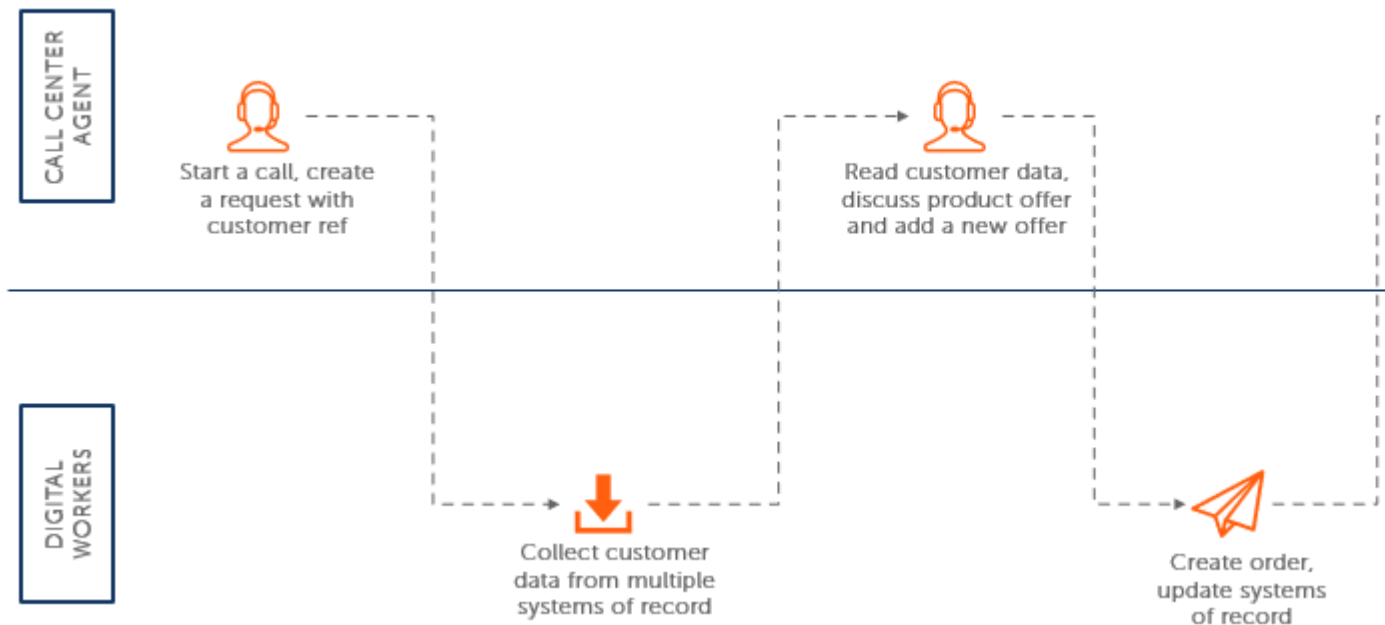 CALL CENTER
AGENT
Start a call, create
a request with
customer ref
Read customer data,
discuss product offer
and add a new offer
DIGITAL
WORKERS
Collect customer
data from multiple
systems of record
Create order,
update systems
of record